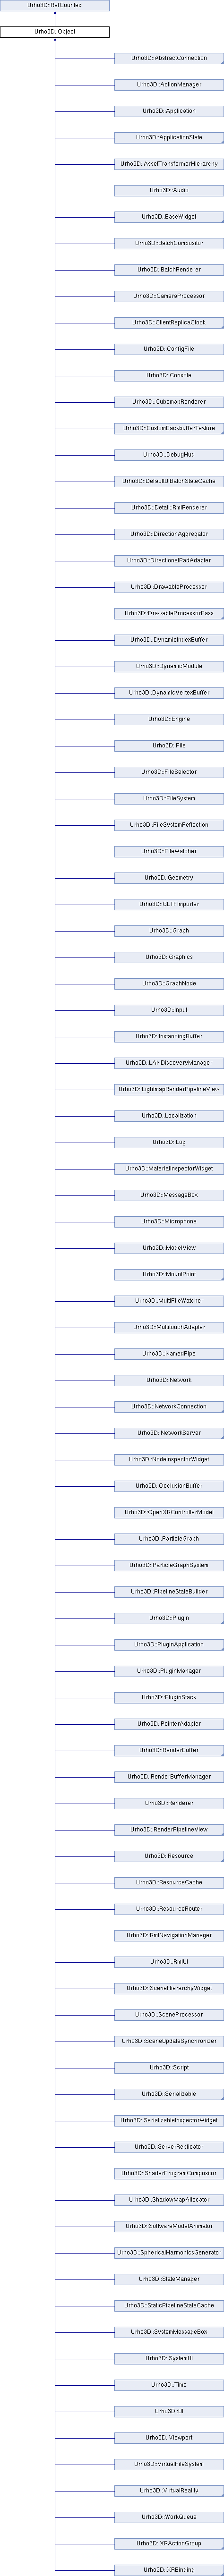 Urho3D::RefCounted
Urho3D::Object
Urho3D::AbstractConnection
Urho3D::ActionManager
Urho3D::Application
Urho3D::ApplicationState
Urho3D::AssetTransformerHierarchy
Urho3D::Audio
Urho3D::BaseWidget
Urho3D::BatchCompositor
Urho3D::BatchRenderer
Urho3D::CameraProcessor
Urho3D::ClientReplicaClock
Urho3D::ConfigFile
Urho3D::Console
Urho3D::CubemapRenderer
Urho3D::CustomBackbufferTexture
Urho3D::DebugHud
Urho3D::DefaultUIBatchStateCache
Urho3D::Detail::RmlRenderer
Urho3D::DirectionAggregator
Urho3D::DirectionalPadAdapter
Urho3D::DrawableProcessor
Urho3D::DrawableProcessorPass
Urho3D::DynamicIndexBuffer
Urho3D::DynamicModule
Urho3D::DynamicVertexBuffer
Urho3D::Engine
Urho3D::File
Urho3D::FileSelector
Urho3D::FileSystem
Urho3D::FileSystemReflection
Urho3D::FileWatcher
Urho3D::Geometry
Urho3D::GLTFImporter
Urho3D::Graph
Urho3D::Graphics
Urho3D::GraphNode
Urho3D::Input
Urho3D::InstancingBuffer
Urho3D::LANDiscoveryManager
Urho3D::LightmapRenderPipelineView
Urho3D::Localization
Urho3D::Log
Urho3D::MaterialInspectorWidget
Urho3D::MessageBox
Urho3D::Microphone
Urho3D::ModelView
Urho3D::MountPoint
Urho3D::MultiFileWatcher
Urho3D::MultitouchAdapter
Urho3D::NamedPipe
Urho3D::Network
Urho3D::NetworkConnection
Urho3D::NetworkServer
Urho3D::NodeInspectorWidget
Urho3D::OcclusionBuffer
Urho3D::OpenXRControllerModel
Urho3D::ParticleGraph
Urho3D::ParticleGraphSystem
Urho3D::PipelineStateBuilder
Urho3D::Plugin
Urho3D::PluginApplication
Urho3D::PluginManager
Urho3D::PluginStack
Urho3D::PointerAdapter
Urho3D::RenderBuffer
Urho3D::RenderBufferManager
Urho3D::Renderer
Urho3D::RenderPipelineView
Urho3D::Resource
Urho3D::ResourceCache
Urho3D::ResourceRouter
Urho3D::RmlNavigationManager
Urho3D::RmlUI
Urho3D::SceneHierarchyWidget
Urho3D::SceneProcessor
Urho3D::SceneUpdateSynchronizer
Urho3D::Script
Urho3D::Serializable
Urho3D::SerializableInspectorWidget
Urho3D::ServerReplicator
Urho3D::ShaderProgramCompositor
Urho3D::ShadowMapAllocator
Urho3D::SoftwareModelAnimator
Urho3D::SphericalHarmonicsGenerator
Urho3D::StateManager
Urho3D::StaticPipelineStateCache
Urho3D::SystemMessageBox
Urho3D::SystemUI
Urho3D::Time
Urho3D::UI
Urho3D::Viewport
Urho3D::VirtualFileSystem
Urho3D::VirtualReality
Urho3D::WorkQueue
Urho3D::XRActionGroup
Urho3D::XRBinding